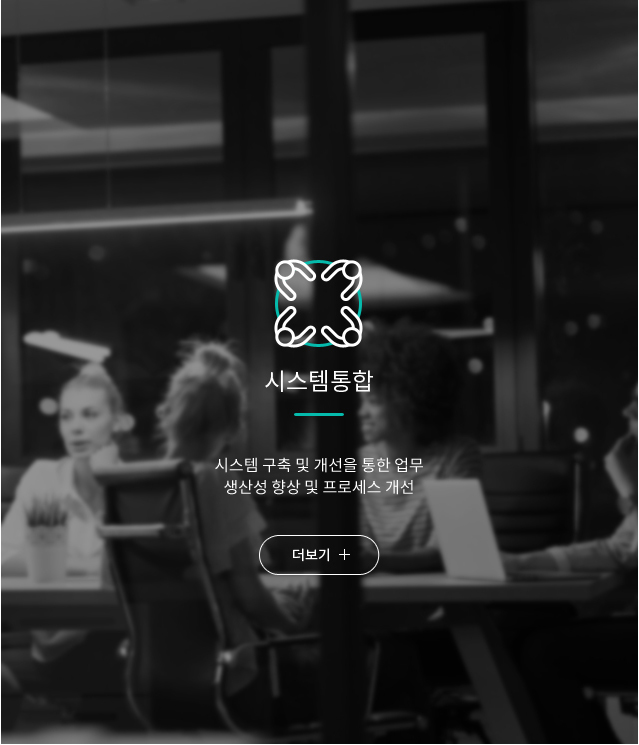 시스템통합
시스템 구축 및 개선을 통한 업무
생산성 향상 및 프로세스 개선
더보기 +